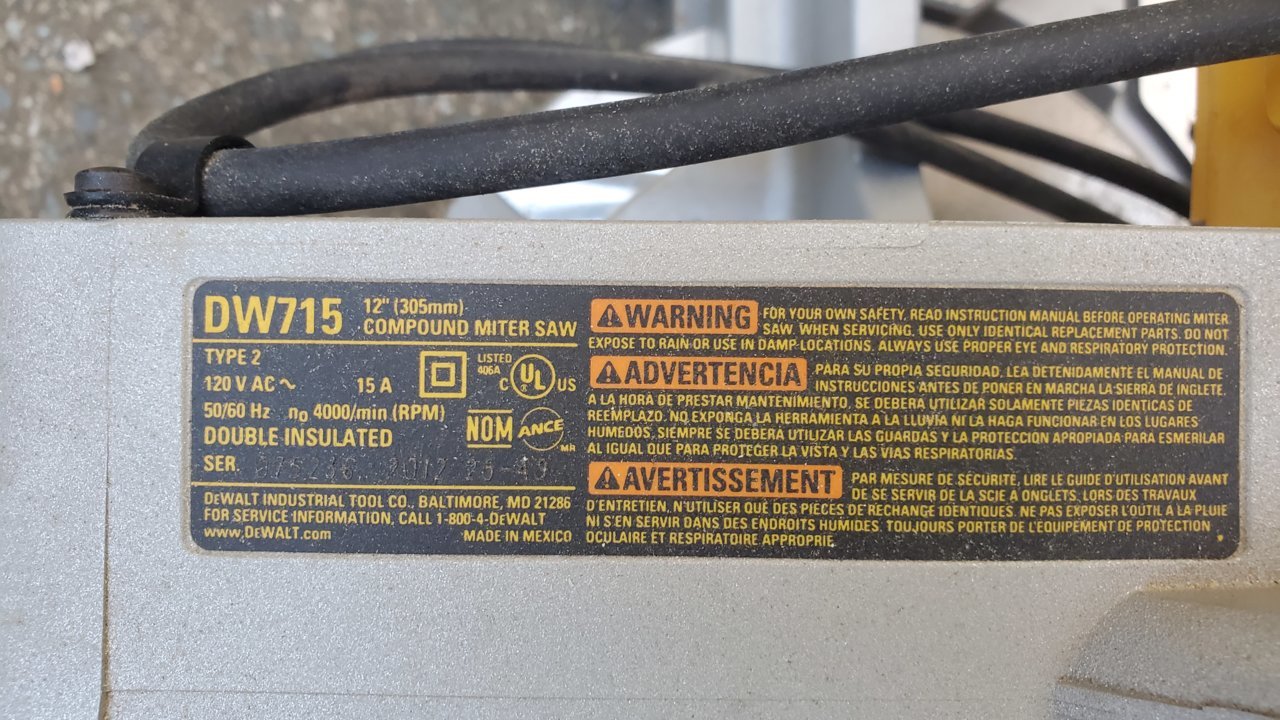 DW715
12" (305mm)
COMPOUND MITER SAW
TYPE 2
120 V AC ~ 15 A
50/60 Hz n₀ 4000/min (RPM)
DOUBLE INSULATED
SER. 2012 25-49
LISTED
406A
C UL US
NOM ANCE
MR
DEWALT INDUSTRIAL TOOL CO., BALTIMORE, MD 21286
FOR SERVICE INFORMATION, CALL 1-800-4-DEWALT
www.DEWALT.com MADE IN MEXICO
WARNING FOR YOUR OWN SAFETY, READ INSTRUCTION MANUAL BEFORE OPERATING MITER
SAW. WHEN SERVICING, USE ONLY IDENTICAL REPLACEMENT PARTS. DO NOT
EXPOSE TO RAIN OR USE IN DAMP LOCATIONS. ALWAYS USE PROPER EYE AND RESPIRATORY PROTECTION.
ADVERTENCIA PARA SU PROPIA SEGURIDAD, LEA DETENIDAMENTE EL MANUAL DE
INSTRUCCIONES ANTES DE PONER EN MARCHA LA SIERRA DE INGLETE.
A LA HORA DE PRESTAR MANTENIMIENTO, SE DEBERÁ UTILIZAR SOLAMENTE PIEZAS IDENTICAS DE
REEMPLAZO. NO EXPONGA LA HERRAMIENTA A LA LLUVIA NI LA HAGA FUNCIONAR EN LOS LUGARES
HUMEDOS, SIEMPRE SE DEBERÁ UTILIZAR LAS GUARDAS Y LA PROTECCION APROPIADA PARA ESMERILAR
AL IGUAL QUE PARA PROTEGER LA VISTA Y LAS VIAS RESPIRATORIAS.
AVERTISSEMENT PAR MESURE DE SÉCURITÉ, LIRE LE GUIDE D'UTILISATION AVANT
DE SE SERVIR DE LA SCIE À ONGLETS, LORS DES TRAVAUX
D'ENTRETIEN, N'UTILISER QUE DES PIECES DE RECHANGE IDENTIQUES. NE PAS EXPOSER L'OUTIL A LA PLUIE
NI S'EN SERVIR DANS DES ENDROITS HUMIDES. TOUJOURS PORTER DE L'EQUIPEMENT DE PROTECTION
OCULAIRE ET RESPIRATOIRE APPROPRIE.